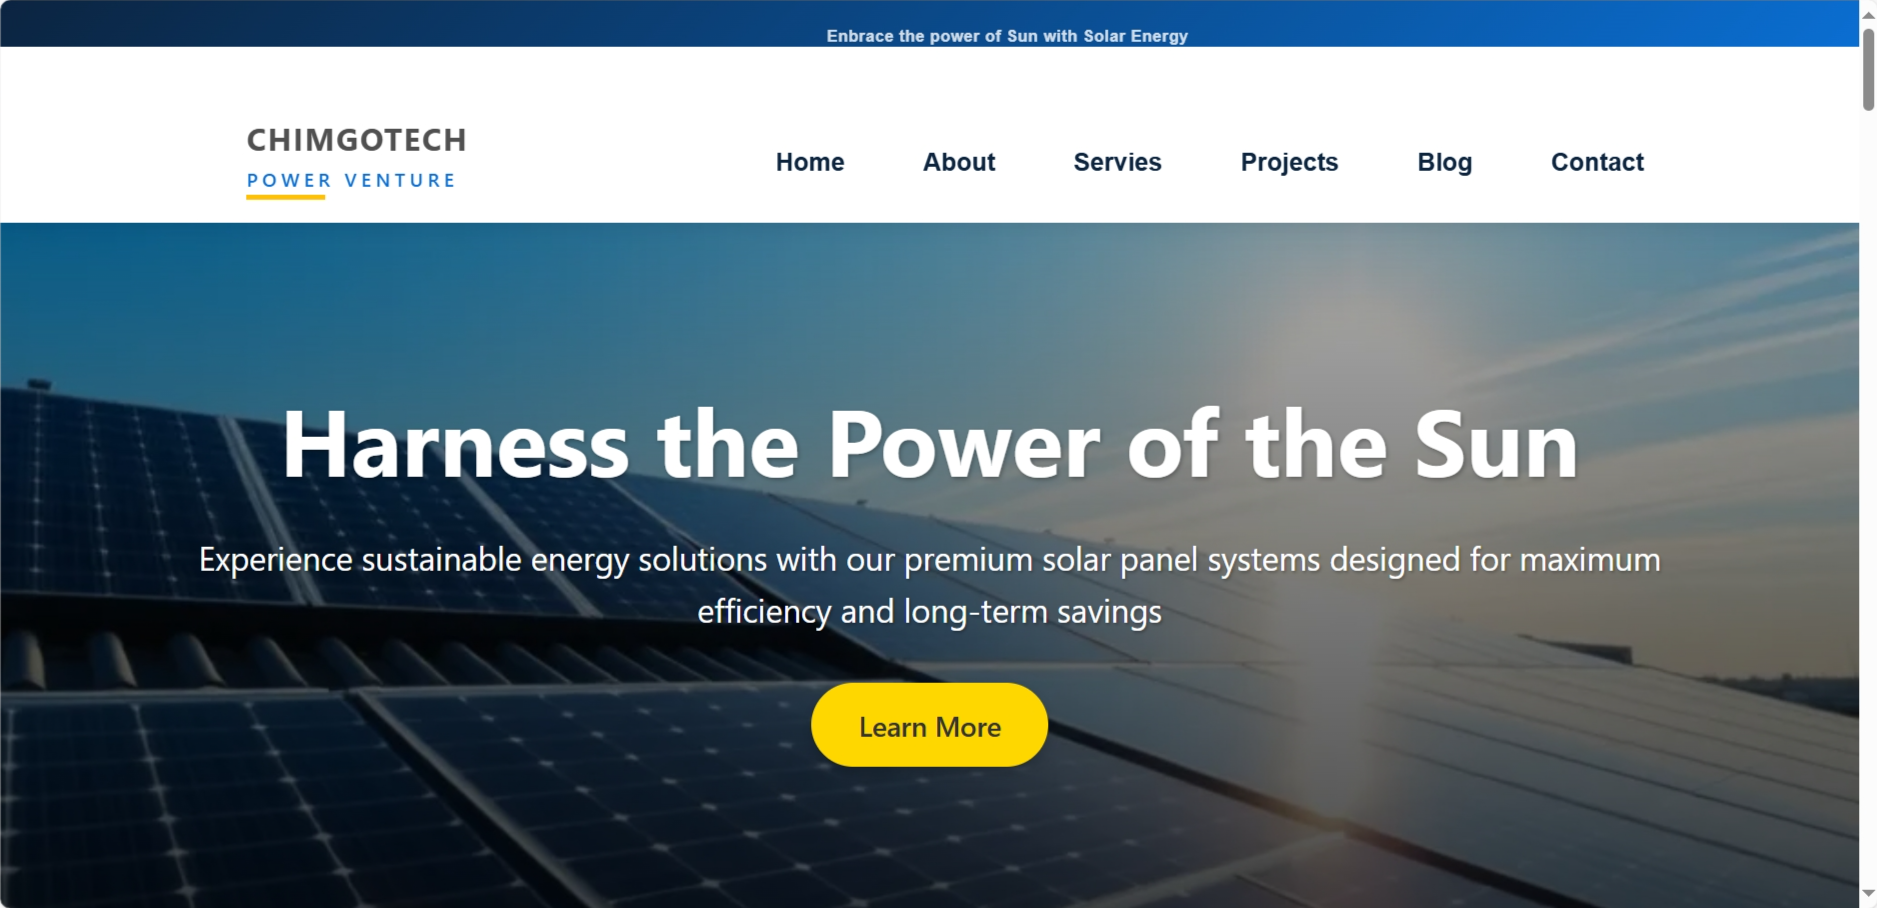 Enbrace the power of Sun with Solar Energy
CHIMGOTECH
POWER VENTURE
Home About Servies Projects Blog Contact
Harness the Power of the Sun
Experience sustainable energy solutions with our premium solar panel systems designed for maximum
efficiency and long-term savings
Learn More